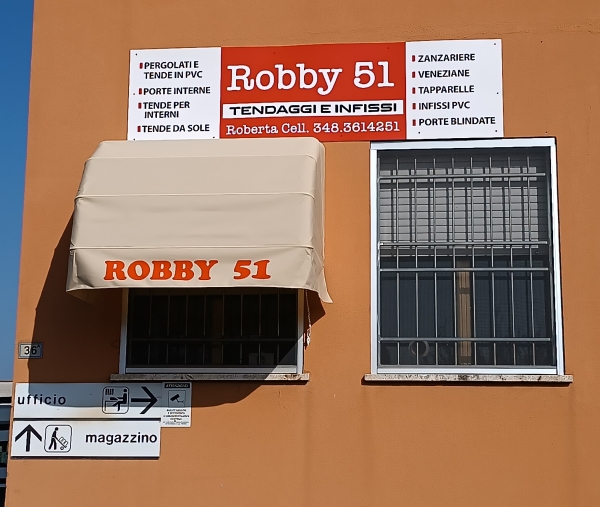 PERGOLATI E
TENDE IN PVC
PORTE INTERNE
TENDE PER
INTERNI
TENDE DA SOLE
Robby 51
TENDAGGI E INFISSI
Roberta Cell. 348.3614251
ZANZARIERE
VENEZIANE
TAPPARELLE
INFISSI PVC
PORTE BLINDATE
ROBBY 51
36
ufficio
magazzino